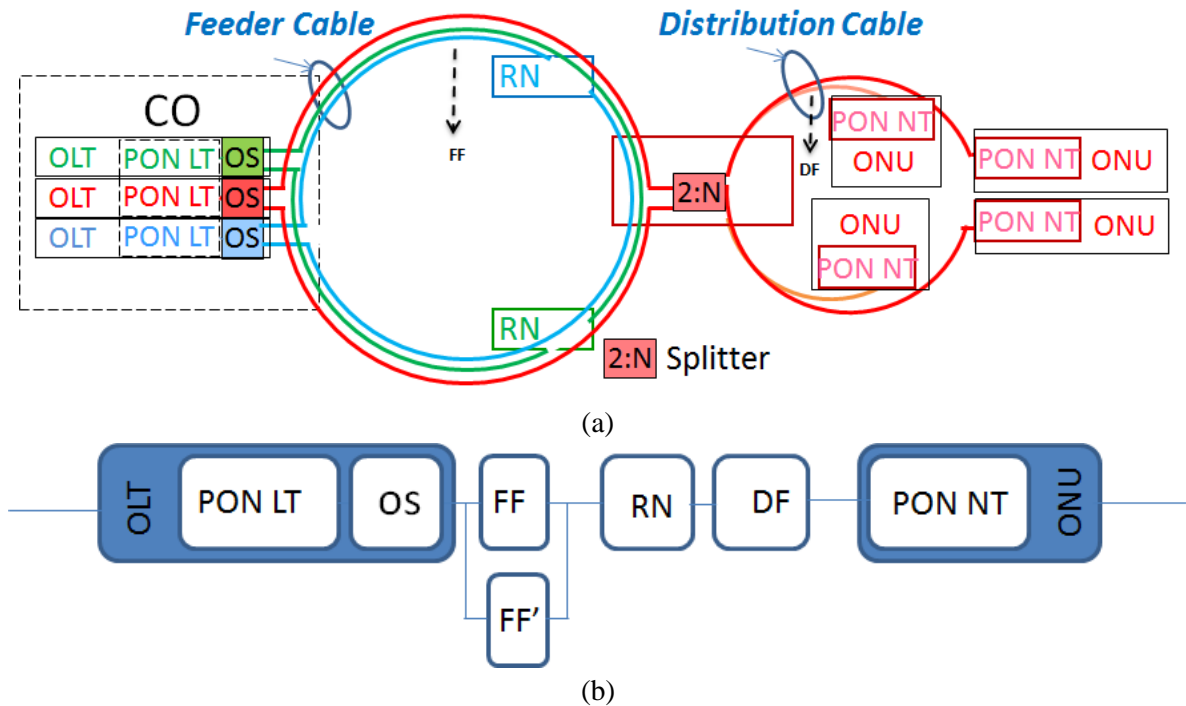 Feeder Cable
Distribution Cable
CO
RN
FF
DF
OLT PON LT OS
OLT PON LT OS
OLT PON LT OS
2:N
PON NT
ONU
PON NT ONU
ONU
PON NT
PON NT ONU
RN
2:N Splitter
(a)
OLT PON LT OS FF RN DF PON NT ONU
FF’
(b)